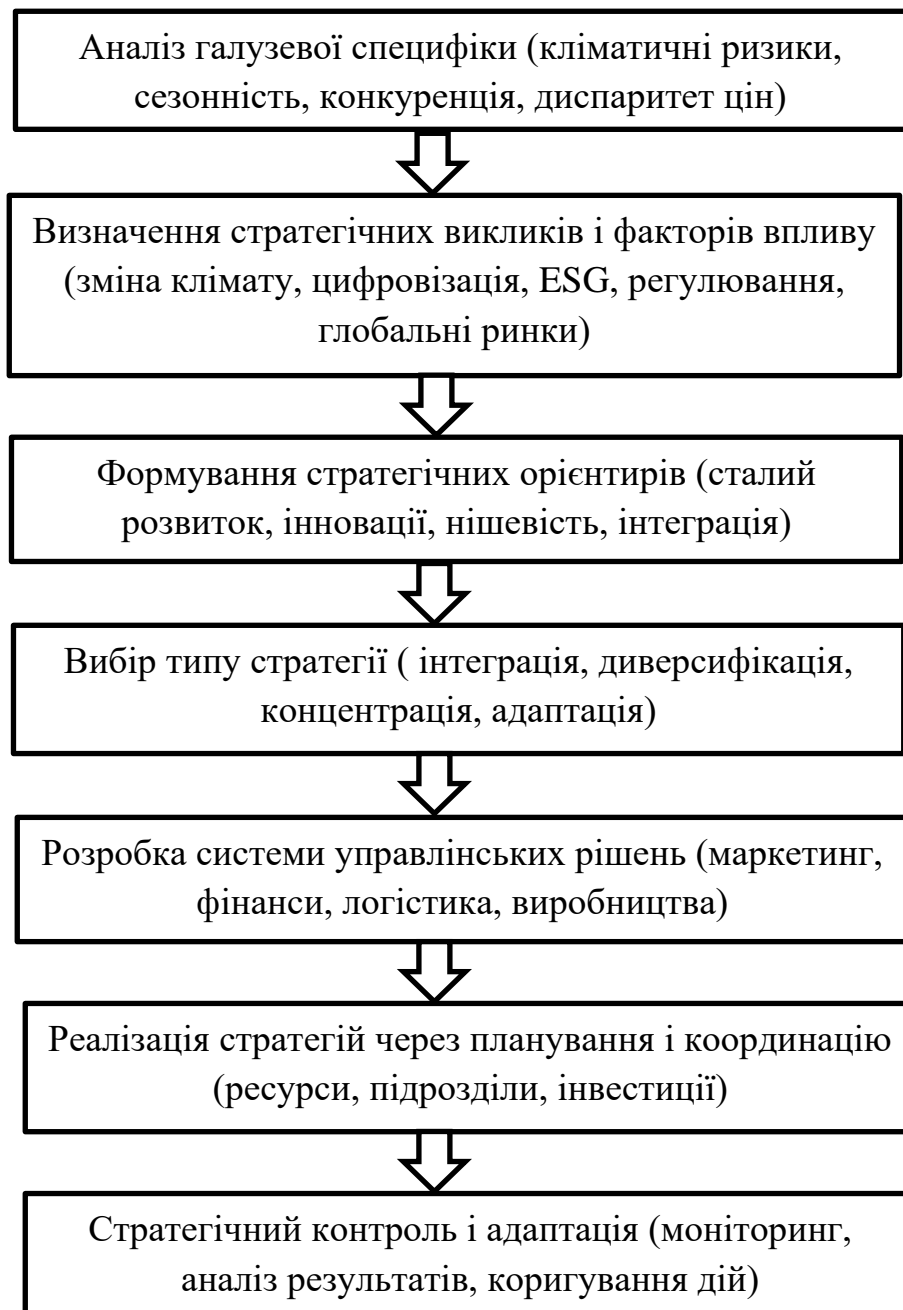 Аналіз галузевої специфіки (кліматичні ризики,
сезонність, конкуренція, диспаритет цін)
Визначення стратегічних викликів і факторів впливу
(зміна клімату, цифровізація, ESG, регулювання,
глобальні ринки)
Формування стратегічних орієнтирів (сталий
розвиток, інновації, нішевість, інтеграція)
Вибір типу стратегії ( інтеграція, диверсифікація,
концентрація, адаптація)
Розробка системи управлінських рішень (маркетинг,
фінанси, логістика, виробництва)
Реалізація стратегій через планування і координацію
(ресурси, підрозділи, інвестиції)
Стратегічний контроль і адаптація (моніторинг,
аналіз результатів, коригування дій)